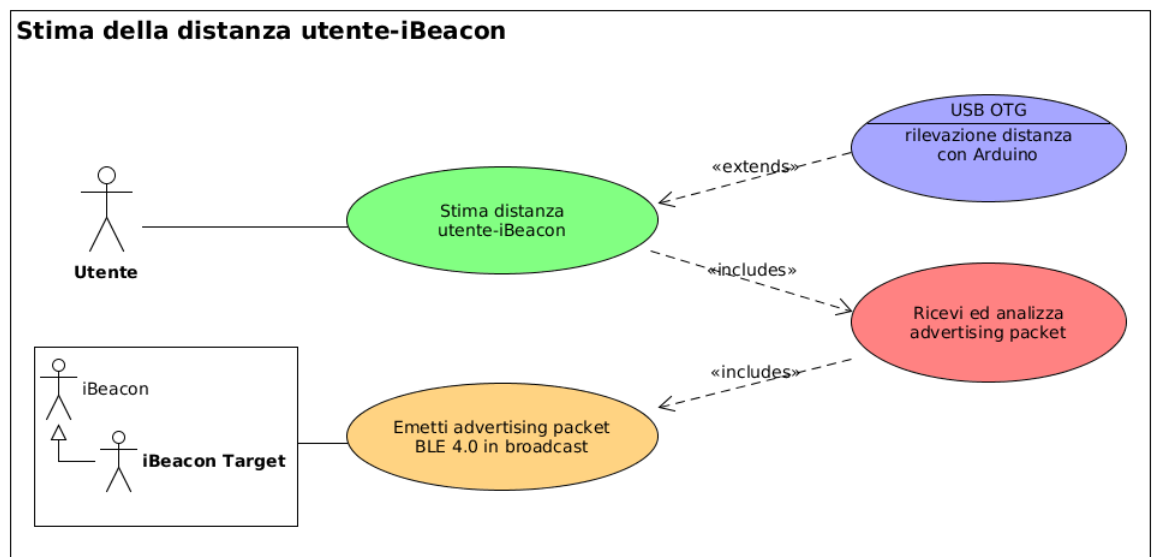 Stima della distanza utente-iBeacon
USB OTG
rilevazione distanza
con Arduino
«extends»
Stima distanza
utente-iBeacon
Utente
«includes»
Ricevi ed analizza
advertising packet
«includes»
iBeacon
iBeacon Target
Emetti advertising packet
BLE 4.0 in broadcast